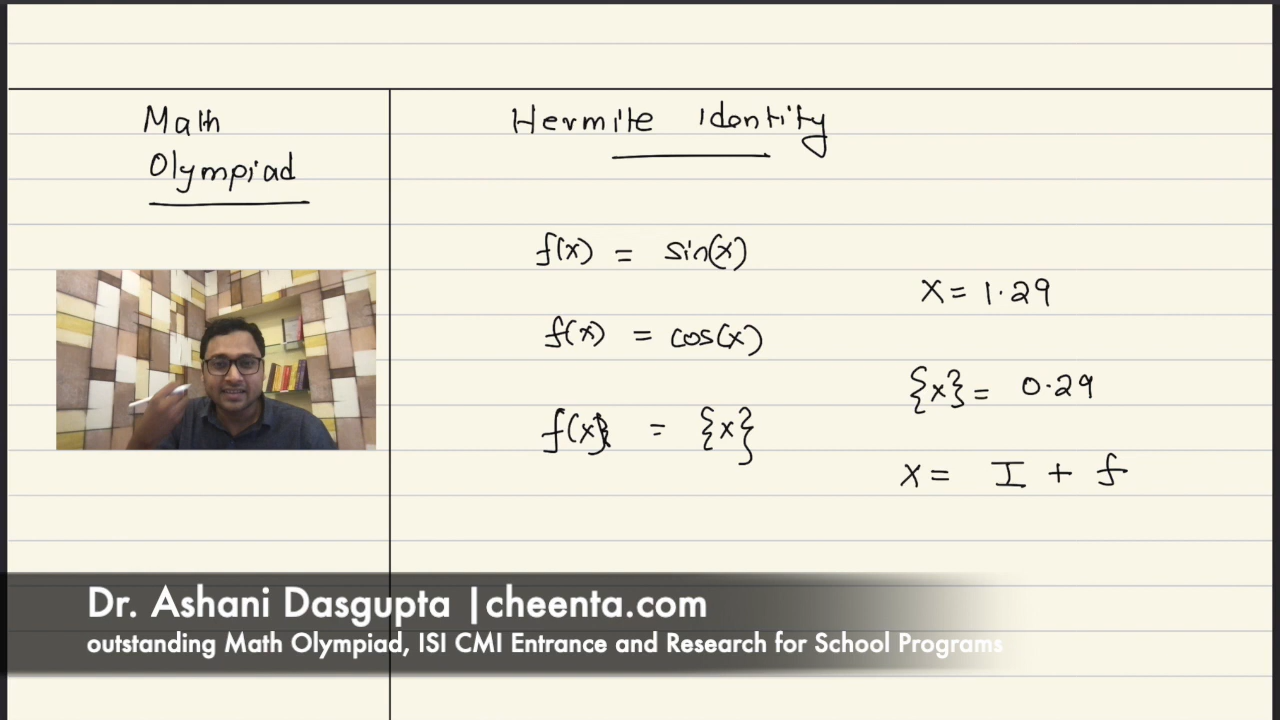 Math
Olympiad
Hermite Identity
f(x) = sin(x)
f(x) = cos(x)
f(x) = {x}
x = 1.29
{x} = 0.29
x = I + f
Dr. Ashani Dasgupta | cheenta.com
outstanding Math Olympiad, ISI CMI Entrance and Research for School Programs